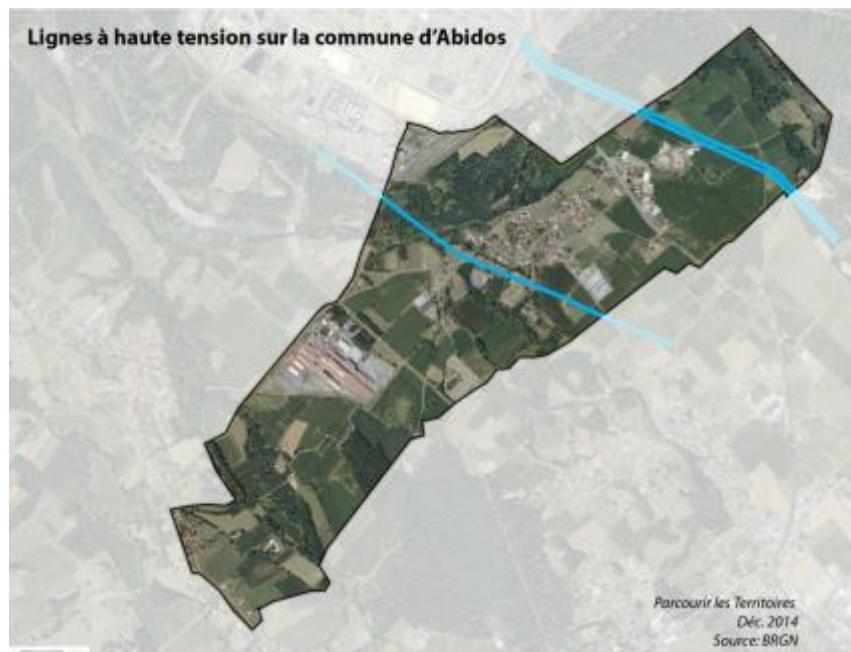 Lignes à haute tension sur la commune d'Abidos
Parcourir les Territoires
Déc. 2014
Source: BRGN